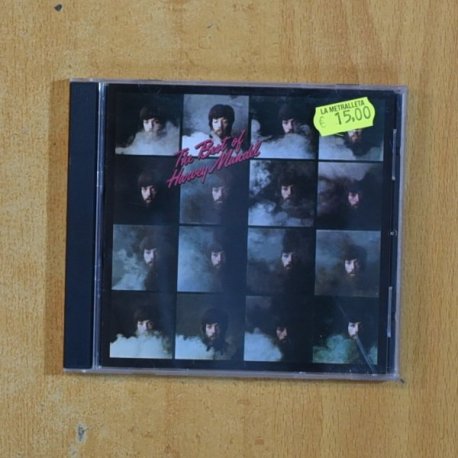 LA METRALLETA
€ 15,00
The Best of
Harvey Mandel